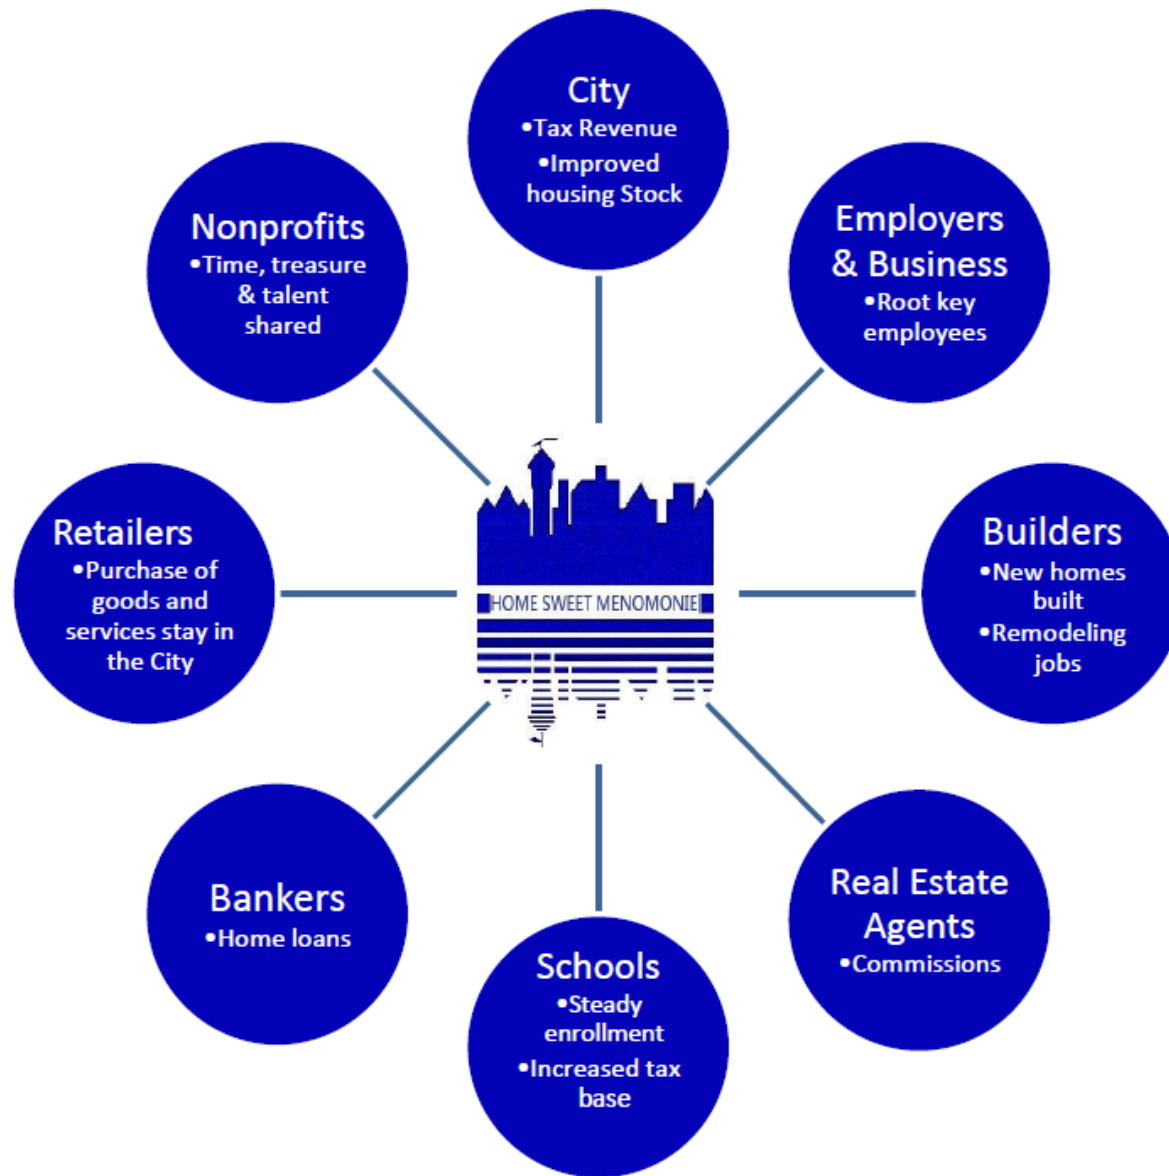 City
•Tax Revenue
•Improved
housing Stock
Employers
& Business
•Root key
employees
Builders
•New homes
built
•Remodeling
jobs
Real Estate
Agents
•Commissions
Schools
•Steady
enrollment
•Increased tax
base
Bankers
•Home loans
Retailers
•Purchase of
goods and
services stay in
the City
Nonprofits
•Time, treasure
& talent
shared
HOME SWEET MENOMONIE